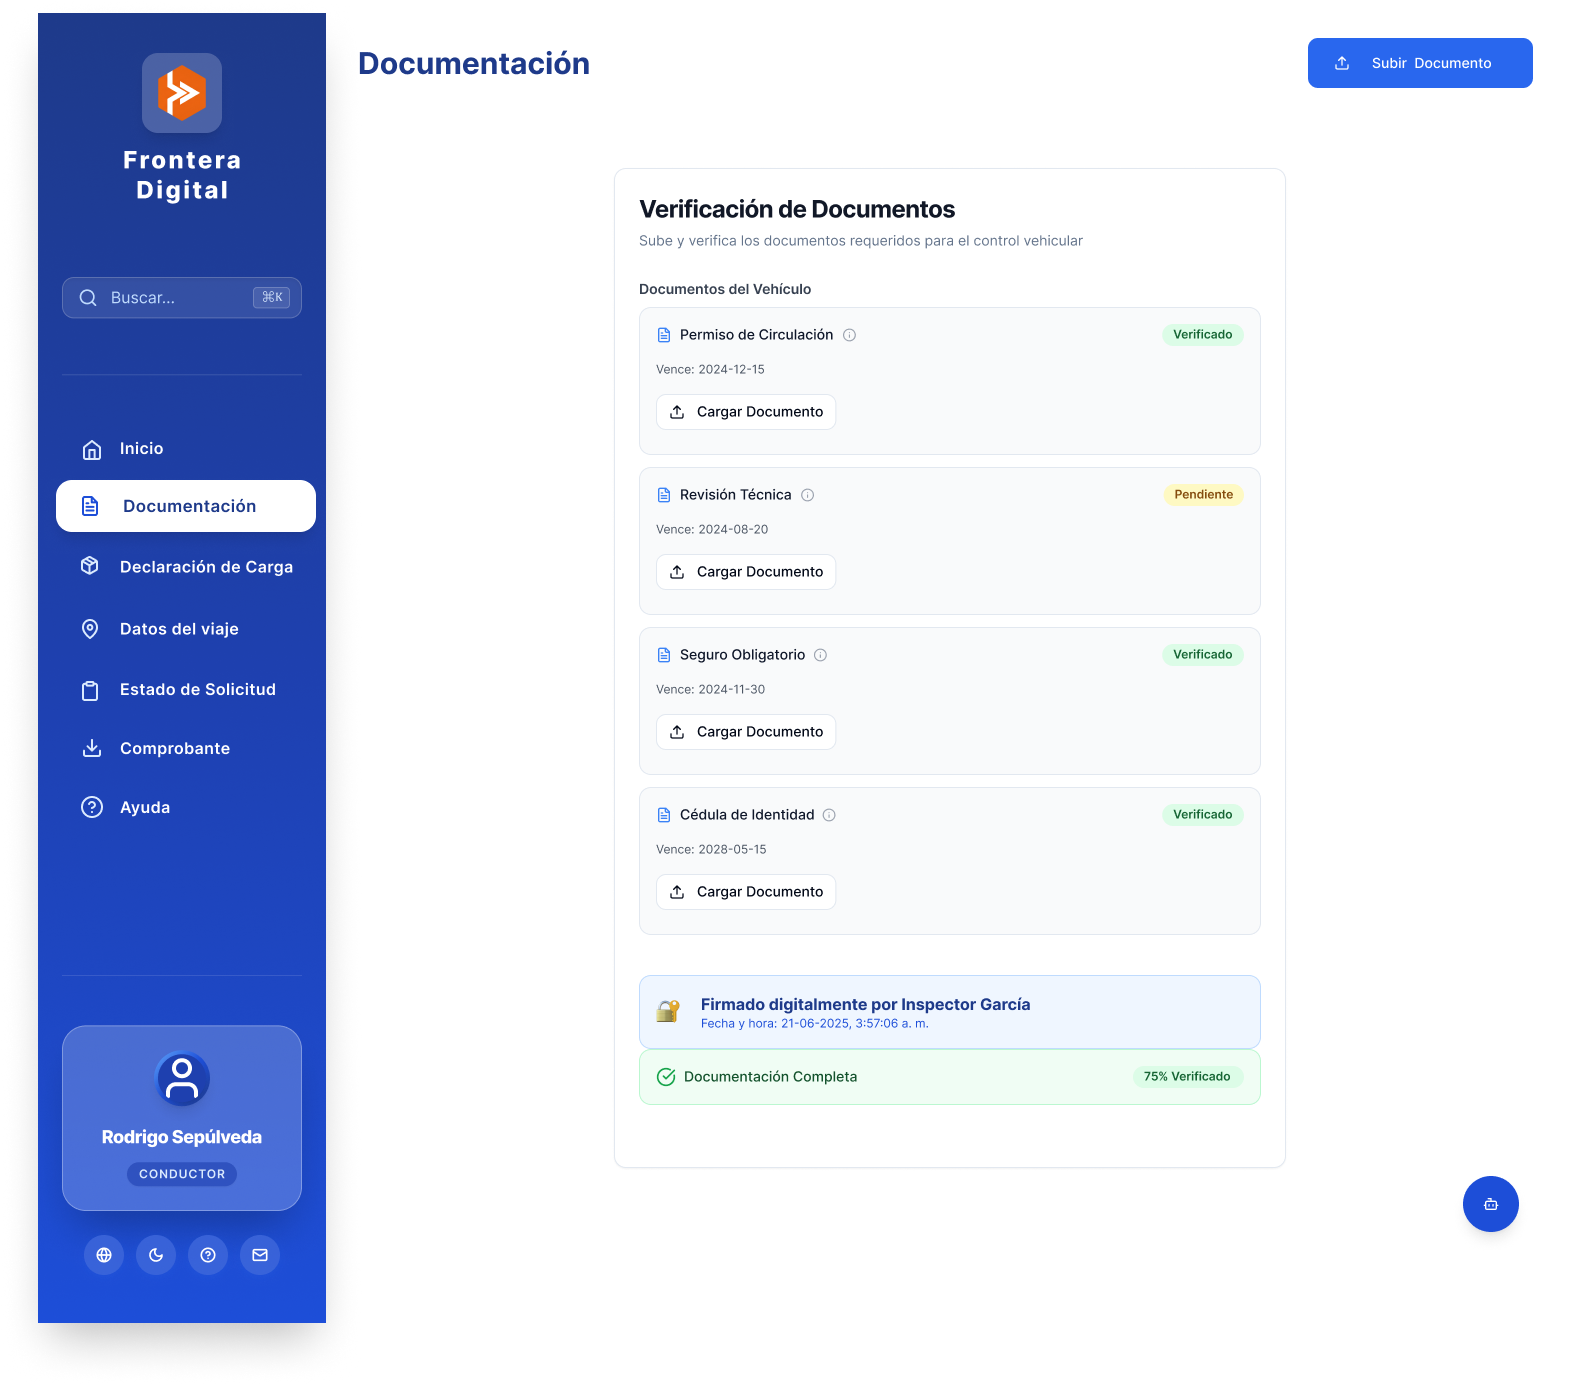 Frontera
Digital
Buscar...
⌘K
Inicio
Documentación
Declaración de Carga
Datos del viaje
Estado de Solicitud
Comprobante
Ayuda
Rodrigo Sepúlveda
CONDUCTOR
Documentación
Subir Documento
Verificación de Documentos
Sube y verifica los documentos requeridos para el control vehicular
Documentos del Vehículo
Permiso de Circulación
Verificado
Vence: 2024-12-15
Cargar Documento
Revisión Técnica
Pendiente
Vence: 2024-08-20
Cargar Documento
Seguro Obligatorio
Verificado
Vence: 2024-11-30
Cargar Documento
Cédula de Identidad
Verificado
Vence: 2028-05-15
Cargar Documento
Firmado digitalmente por Inspector García
Fecha y hora: 21-06-2025, 3:57:06 a. m.
Documentación Completa
75% Verificado